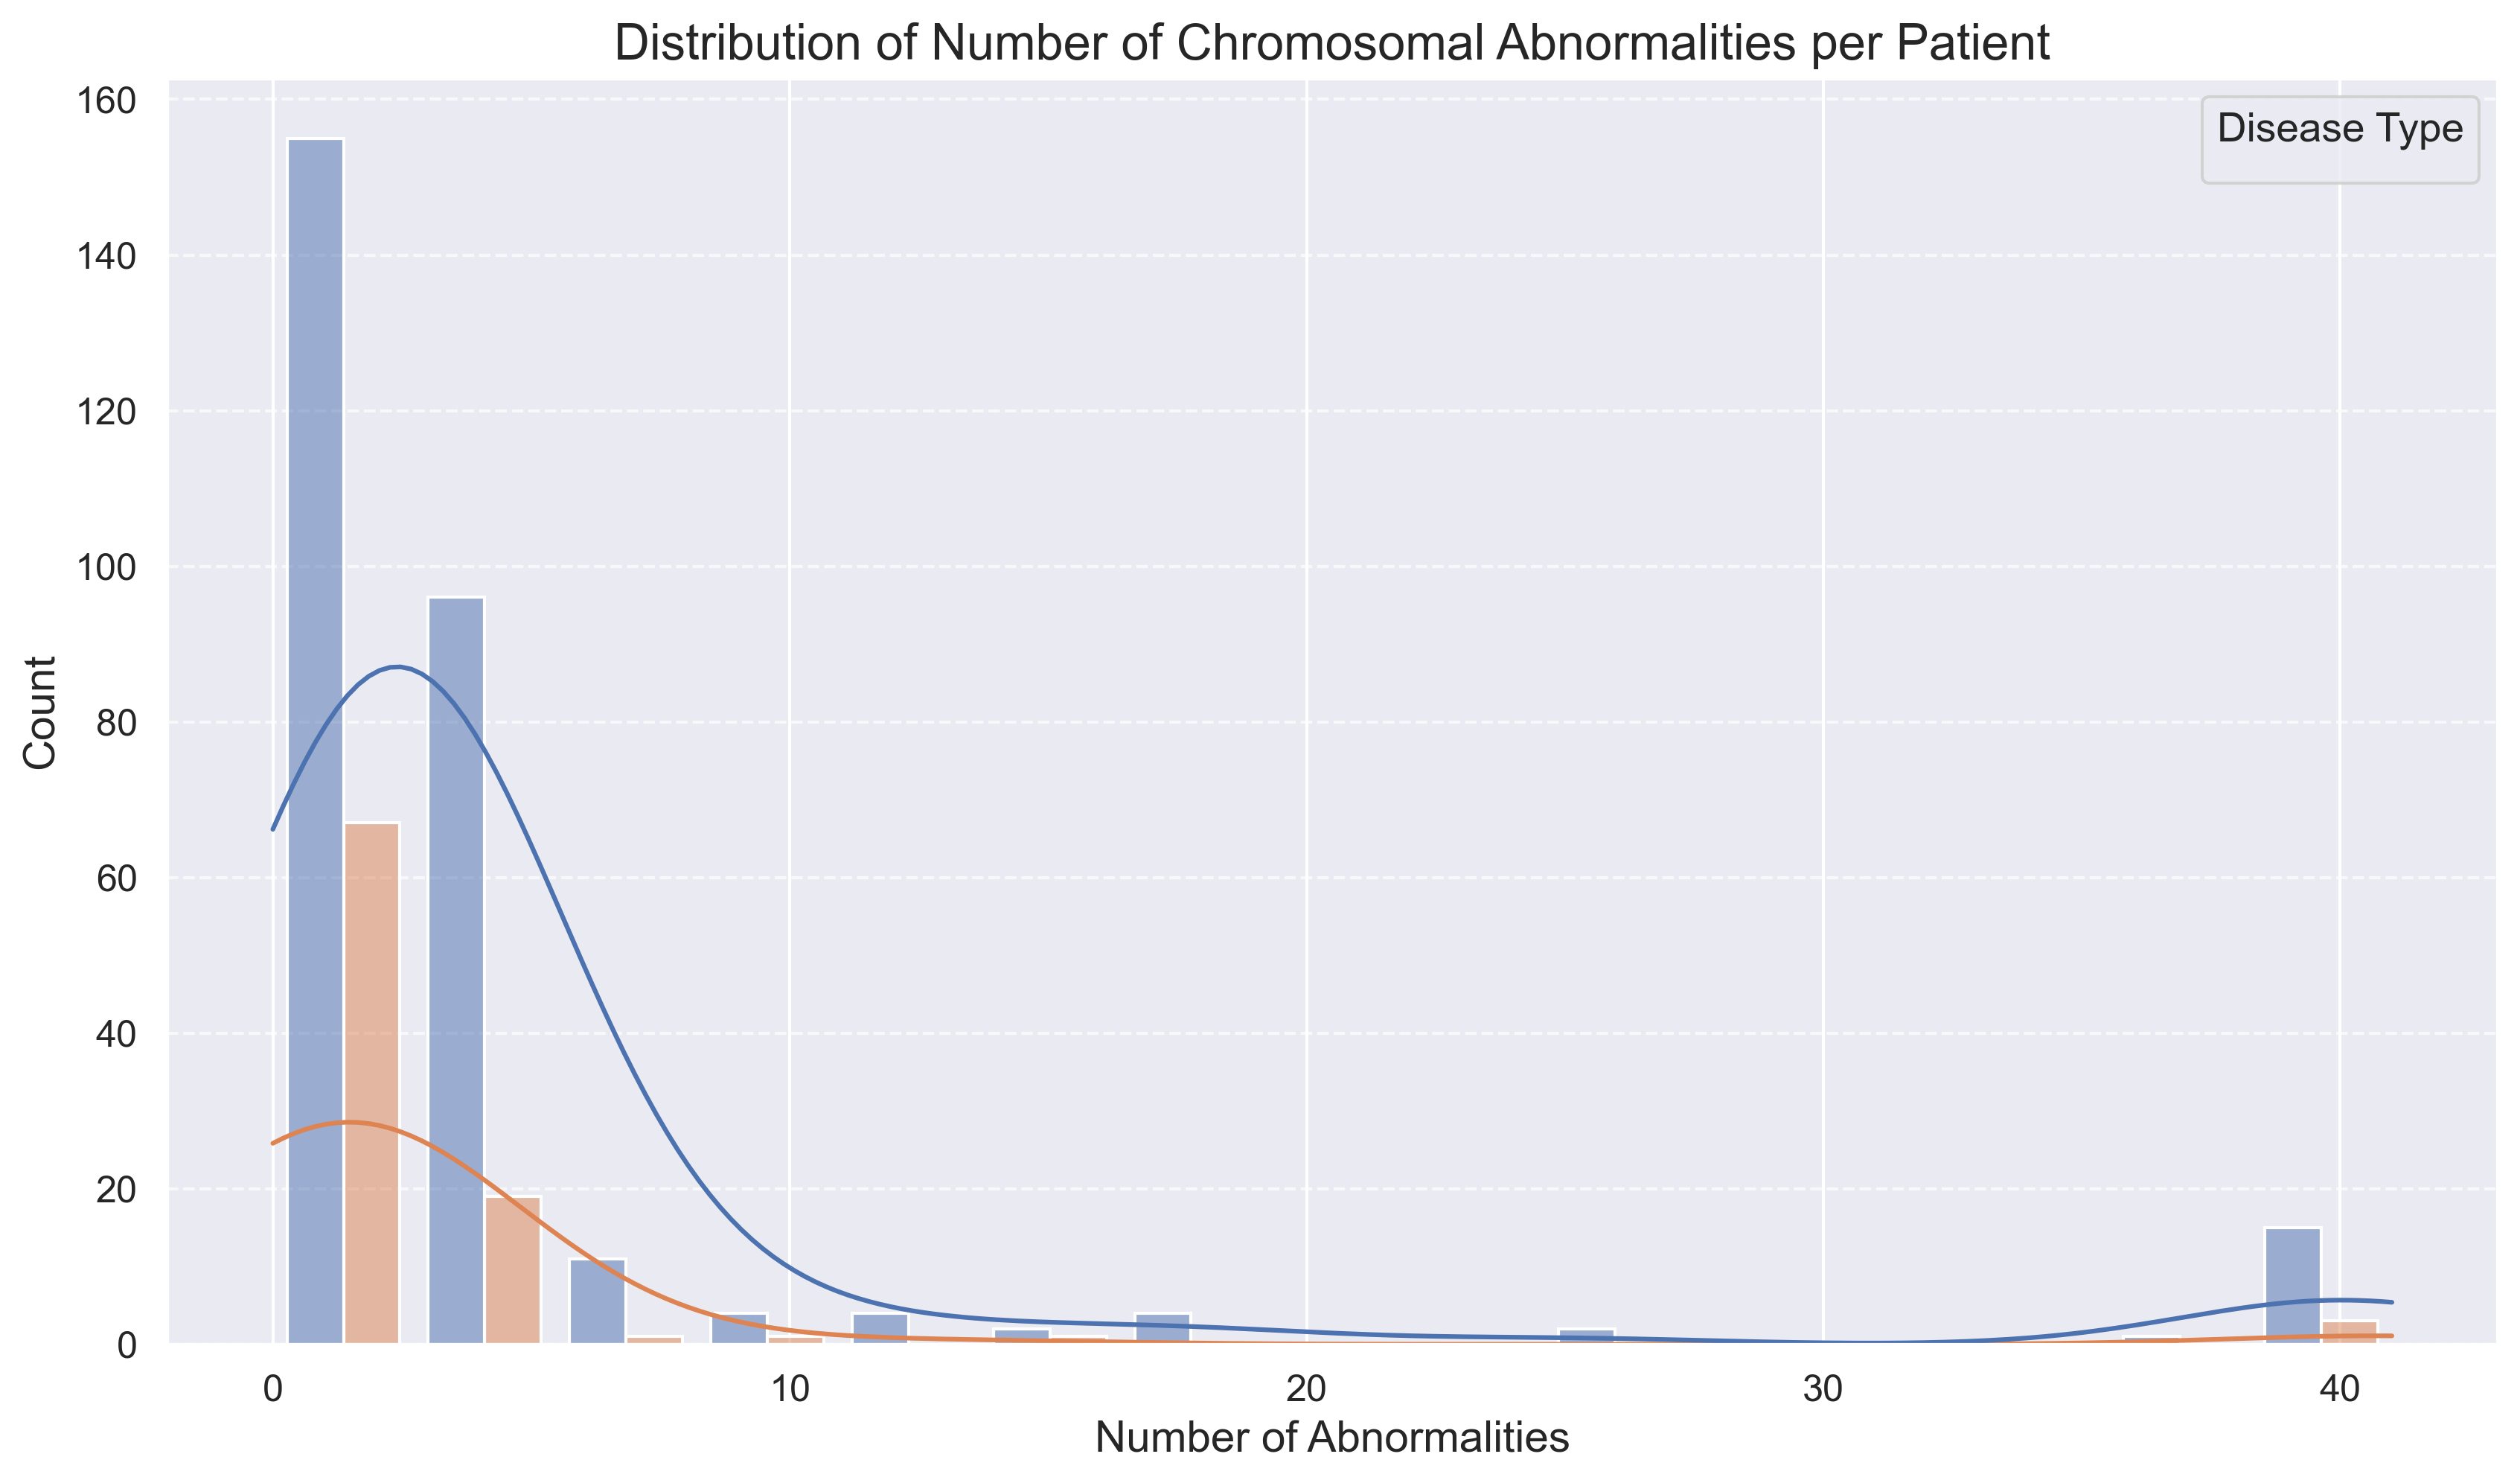 Distribution of Number of Chromosomal Abnormalities per Patient
Disease Type
160
140
120
100
80
60
40
20
0
Count
0 10 20 30 40
Number of Abnormalities